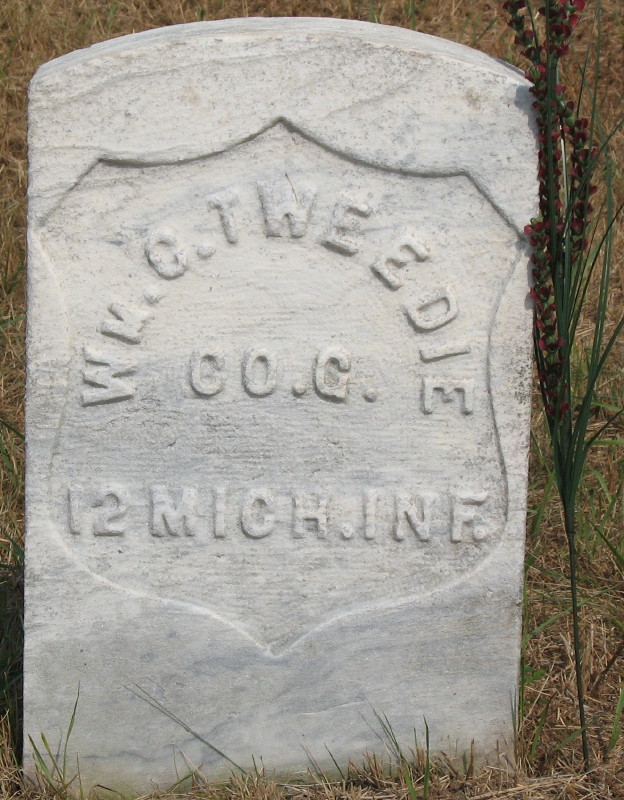 WM. C. TWEEDIE
CO. G.
12 MICH. INF.